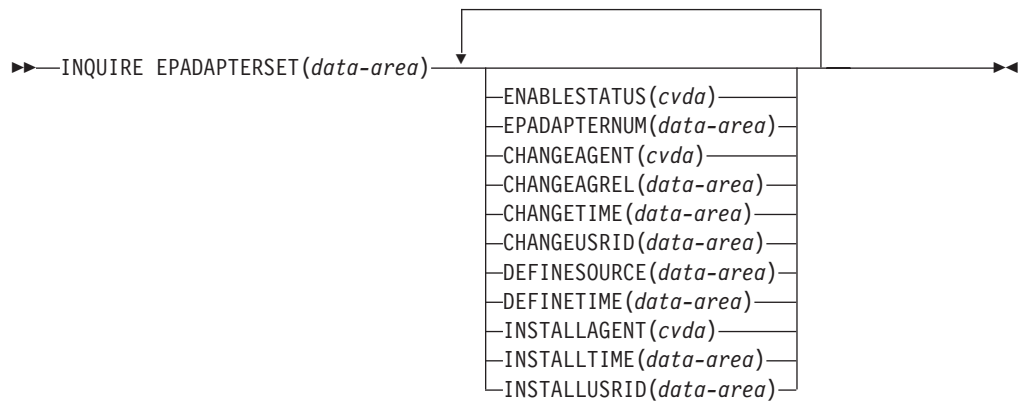 INQUIRE EPADAPTERSET(data-area)
ENABLESTATUS(cvda)
EPADAPTERNUM(data-area)
CHANGEAGENT(cvda)
CHANGEAGREL(data-area)
CHANGETIME(data-area)
CHANGEUSRID(data-area)
DEFINESOURCE(data-area)
DEFINETIME(data-area)
INSTALLAGENT(cvda)
INSTALLTIME(data-area)
INSTALLUSRID(data-area)